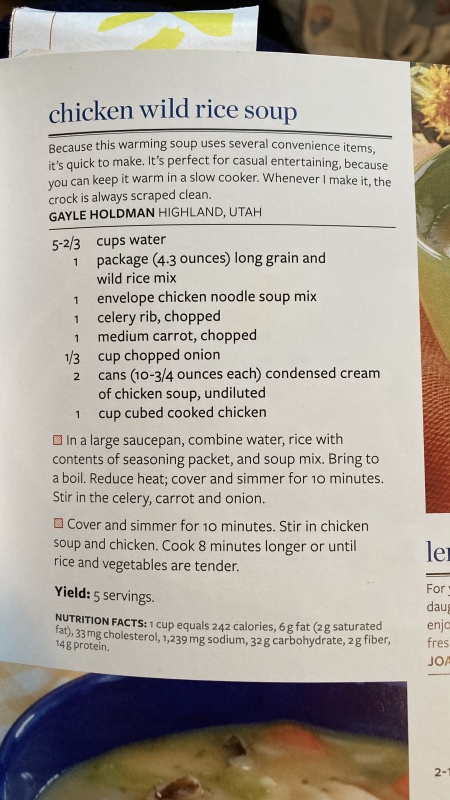 chicken wild rice soup
Because this warming soup uses several convenience items,
it's quick to make. It's perfect for casual entertaining, because
you can keep it warm in a slow cooker. Whenever I make it, the
crock is always scraped clean.
GAYLE HOLDMAN HIGHLAND, UTAH
5-2/3 cups water
1 package (4.3 ounces) long grain and
wild rice mix
1 envelope chicken noodle soup mix
1 celery rib, chopped
1 medium carrot, chopped
1/3 cup chopped onion
2 cans (10-3/4 ounces each) condensed cream
of chicken soup, undiluted
1 cup cubed cooked chicken
In a large saucepan, combine water, rice with
contents of seasoning packet, and soup mix. Bring to
a boil. Reduce heat; cover and simmer for 10 minutes.
Stir in the celery, carrot and onion.
Cover and simmer for 10 minutes. Stir in chicken
soup and chicken. Cook 8 minutes longer or until
rice and vegetables are tender.
Yield: 5 servings.
NUTRITION FACTS: 1 cup equals 242 calories, 6 g fat (2 g saturated
fat), 33 mg cholesterol, 1,239 mg sodium, 32 g carbohydrate, 2 g fiber,
14 g protein.
For
daug
enjo
fres
JOA